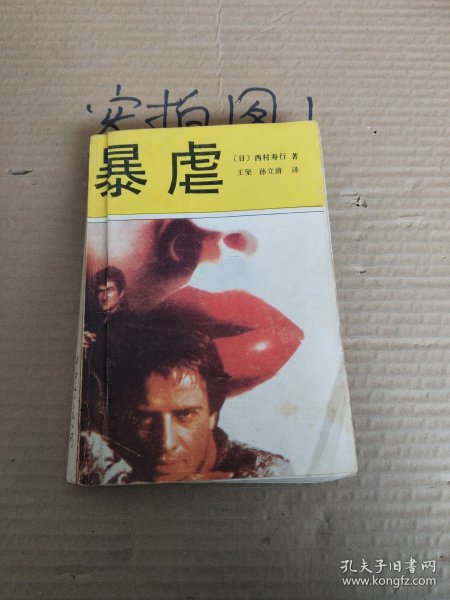 实拍图!
暴虐
〔日〕西村寿行 著
王坚 孙立清 译
孔夫子旧书网
www.kongfz.com